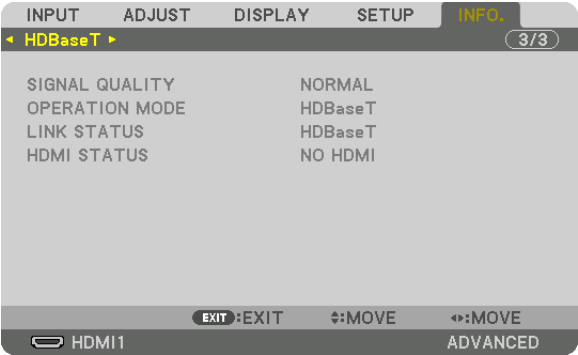 INPUT ADJUST DISPLAY SETUP INFO.
HDBaseT 3/3
SIGNAL QUALITY NORMAL
OPERATION MODE HDBaseT
LINK STATUS HDBaseT
HDMI STATUS NO HDMI
EXIT :EXIT :MOVE :MOVE
HDMI1 ADVANCED